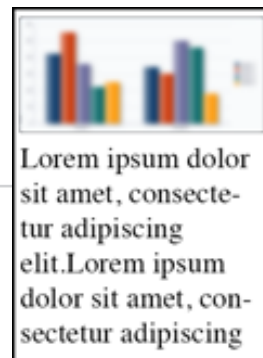 Lorem ipsum dolor
sit amet, consecte-
tur adipiscing
elit.Lorem ipsum
dolor sit amet, con-
sectetur adipiscing